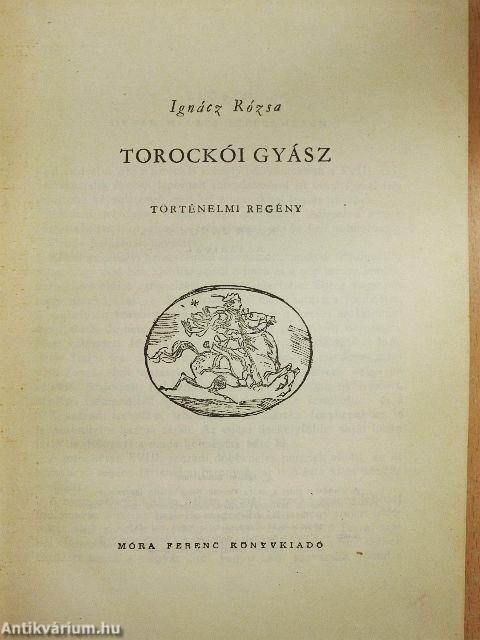 Ignácz Rózsa
TOROCKÓI GYÁSZ
TÖRTÉNELMI REGÉNY
MÓRA FERENC KÖNYVKIADÓ
Antikvárium.hu